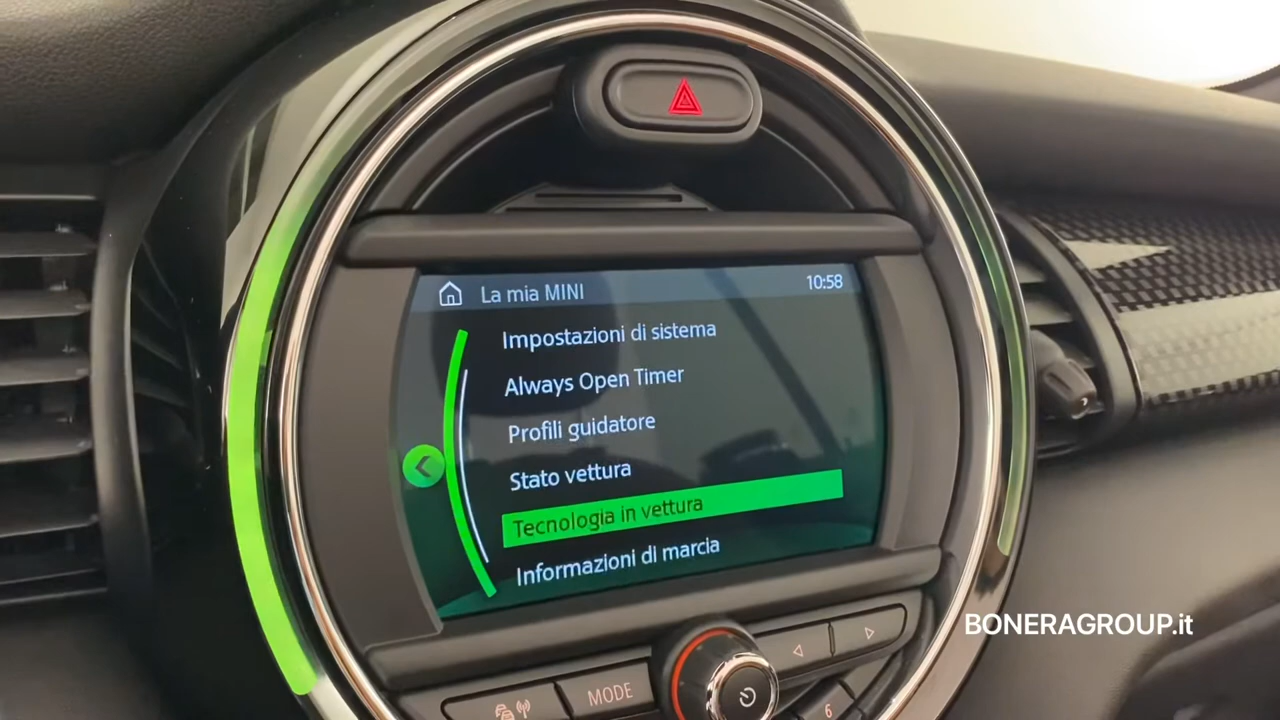 La mia MINI 10:58
Impostazioni di sistema
Always Open Timer
Profili guidatore
Stato vettura
Tecnologia in vettura
Informazioni di marcia
BONERAGROUP.it
MODE
6